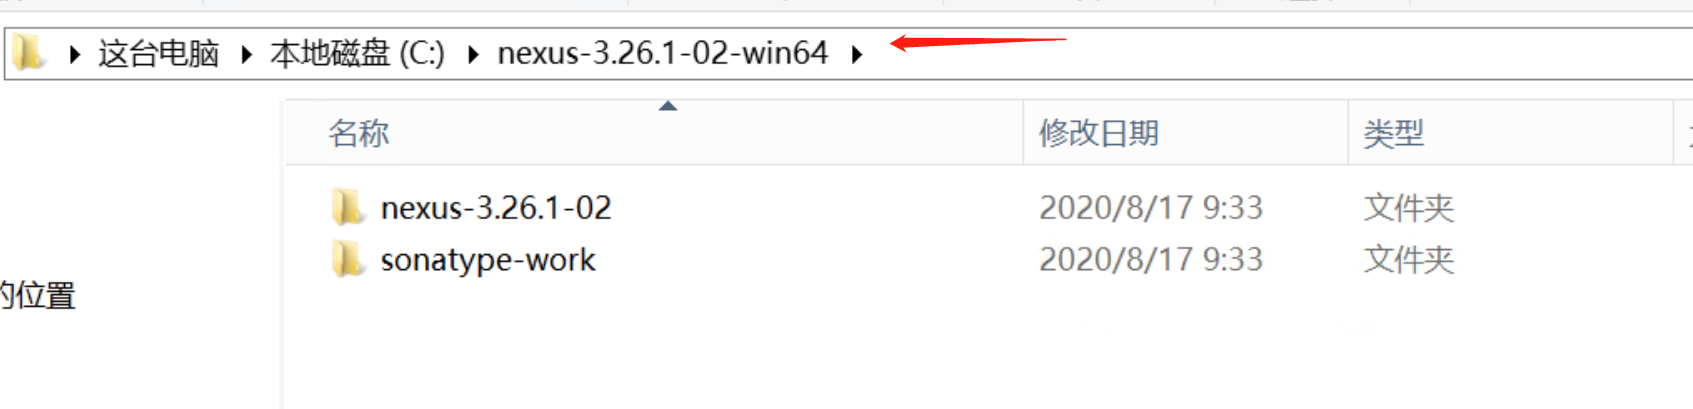 这台电脑 本地磁盘 (C:) nexus-3.26.1-02-win64
名称 修改日期 类型
nexus-3.26.1-02 2020/8/17 9:33 文件夹
sonatype-work 2020/8/17 9:33 文件夹
的位置